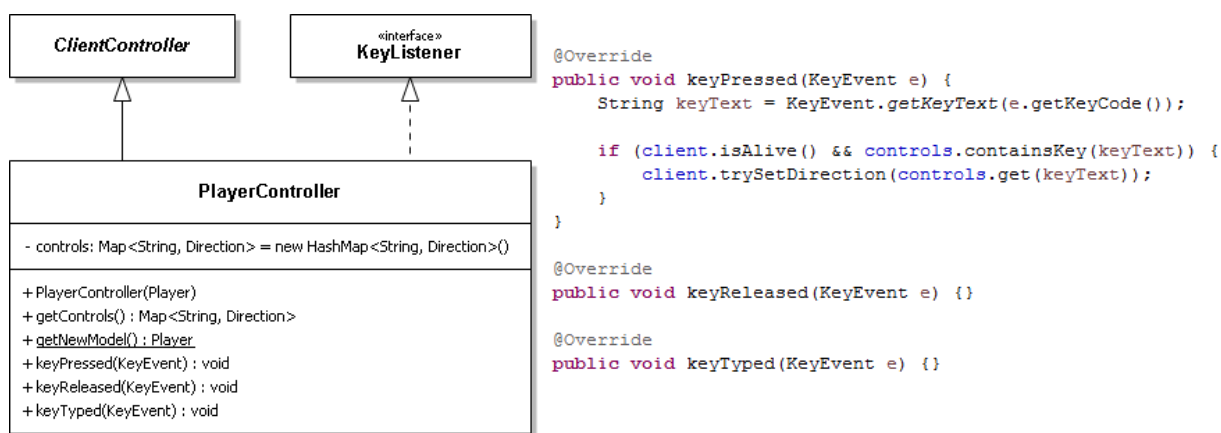 ClientController
«interface»
KeyListener
PlayerController
- controls: Map<String, Direction> = new HashMap<String, Direction>()
+ PlayerController(Player)
+ getControls() : Map<String, Direction>
+ getNewModel() : Player
+ keyPressed(KeyEvent) : void
+ keyReleased(KeyEvent) : void
+ keyTyped(KeyEvent) : void
@Override
public void keyPressed(KeyEvent e) {
    String keyText = KeyEvent.getKeyText(e.getKeyCode());
    if (client.isAlive() && controls.containsKey(keyText)) {
        client.trySetDirection(controls.get(keyText));
    }
}
@Override
public void keyReleased(KeyEvent e) {}
@Override
public void keyTyped(KeyEvent e) {}